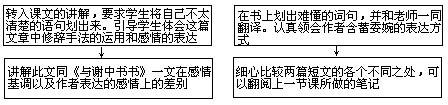 转入课文的讲解，要求学生将自己不太
清楚的语句划出来。引导学生体会这篇
文章中修辞手法的运用和感情的表达
在书上划出难懂的词句，并和老师一同
翻译。认真领会作者含蓄委婉的表达方
式
讲解此文同《与谢中书书》一文在感情
基调以及作者表达的感情上的差别
细心比较两篇短文的各个不同之处，可
以翻阅上一节课所做的笔记